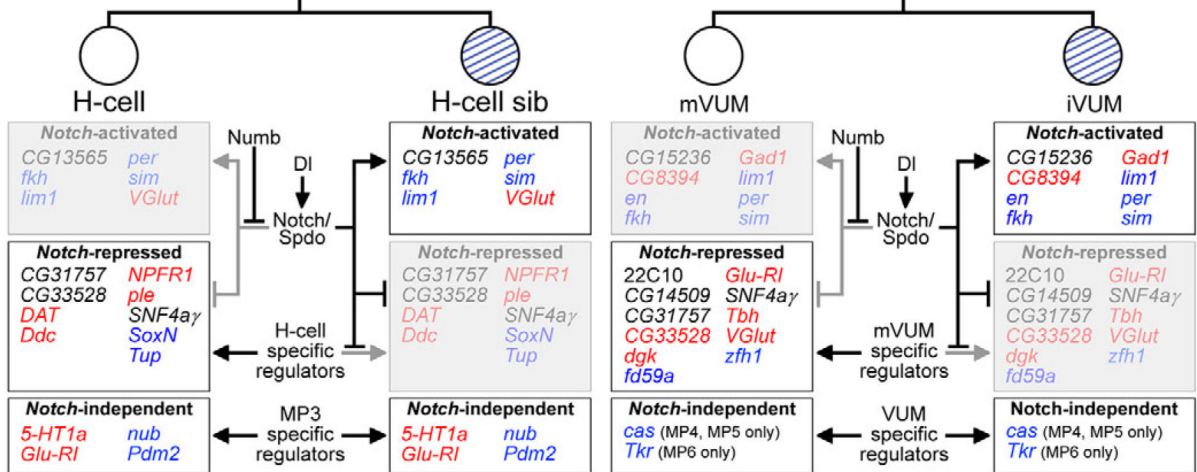 H-cell
H-cell sib
mVUM
iVUM
Notch-activated
CG13565 per
fkh sim
lim1 VGlut
Numb
Dl
Notch/
Spdo
Notch-activated
CG13565 per
fkh sim
lim1 VGlut
Notch-activated
CG15236 Gad1
CG8394 lim1
en per
fkh sim
Numb
Dl
Notch/
Spdo
Notch-activated
CG15236 Gad1
CG8394 lim1
en per
fkh sim
Notch-repressed
CG31757 NPFR1
CG33528 ple
DAT SNF4aγ
Ddc SoxN
Tup
H-cell
specific
regulators
Notch-repressed
CG31757 NPFR1
CG33528 ple
DAT SNF4aγ
Ddc SoxN
Tup
Notch-repressed
22C10 Glu-RI
CG14509 SNF4aγ
CG31757 Tbh
CG33528 VGlut
dgk zfh1
fd59a
mVUM
specific
regulators
Notch-repressed
22C10 Glu-RI
CG14509 SNF4aγ
CG31757 Tbh
CG33528 VGlut
dgk zfh1
fd59a
Notch-independent
5-HT1a nub
Glu-RI Pdm2
MP3
specific
regulators
Notch-independent
5-HT1a nub
Glu-RI Pdm2
Notch-independent
cas (MP4, MP5 only)
Tkr (MP6 only)
VUM
specific
regulators
Notch-independent
cas (MP4, MP5 only)
Tkr (MP6 only)